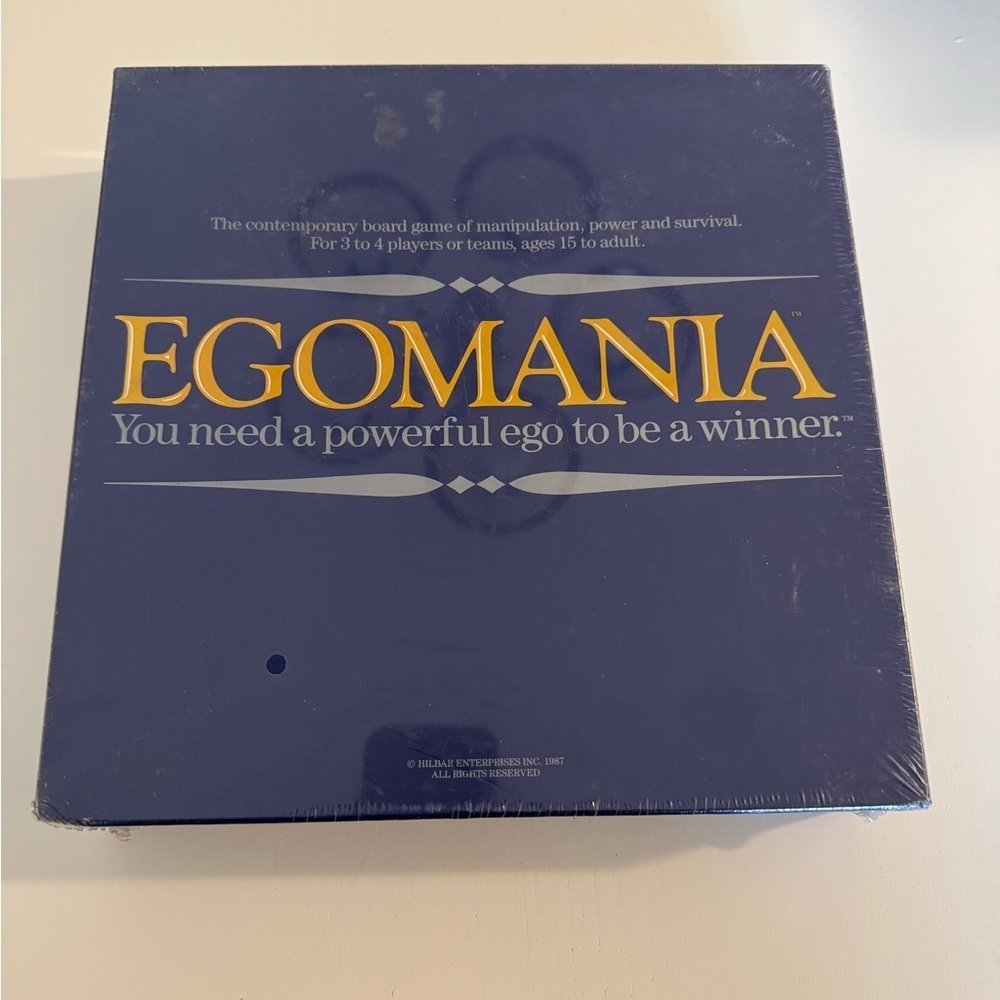 The contemporary board game of manipulation, power and survival.
For 3 to 4 players or teams, ages 15 to adult.
EGOMANIA™
You need a powerful ego to be a winner.™
© HILBAR ENTERPRISES INC. 1987
ALL RIGHTS RESERVED